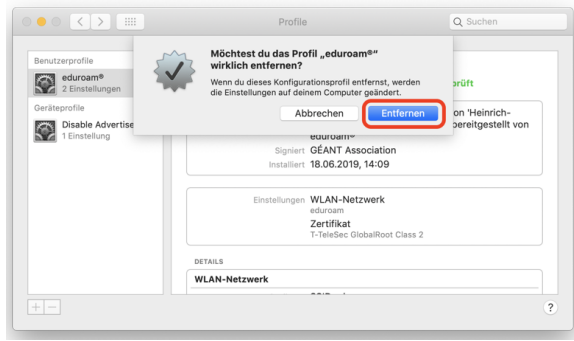 Profile
Suchen
Benutzerprofile
eduroam®
2 Einstellungen
Geräteprofile
Disable Advertise
1 Einstellung
Möchtest du das Profil „eduroam®“
wirklich entfernen?
Wenn du dieses Konfigurationsprofil entfernst, werden
die Einstellungen auf deinem Computer geändert.
Abbrechen
Entfernen
prüft
on 'Heinrich-
bereitgestellt von
eduroam®
Signiert GÉANT Association
Installiert 18.06.2019, 14:09
Einstellungen WLAN-Netzwerk
eduroam
Zertifikat
T-TeleSec GlobalRoot Class 2
DETAILS
WLAN-Netzwerk
?